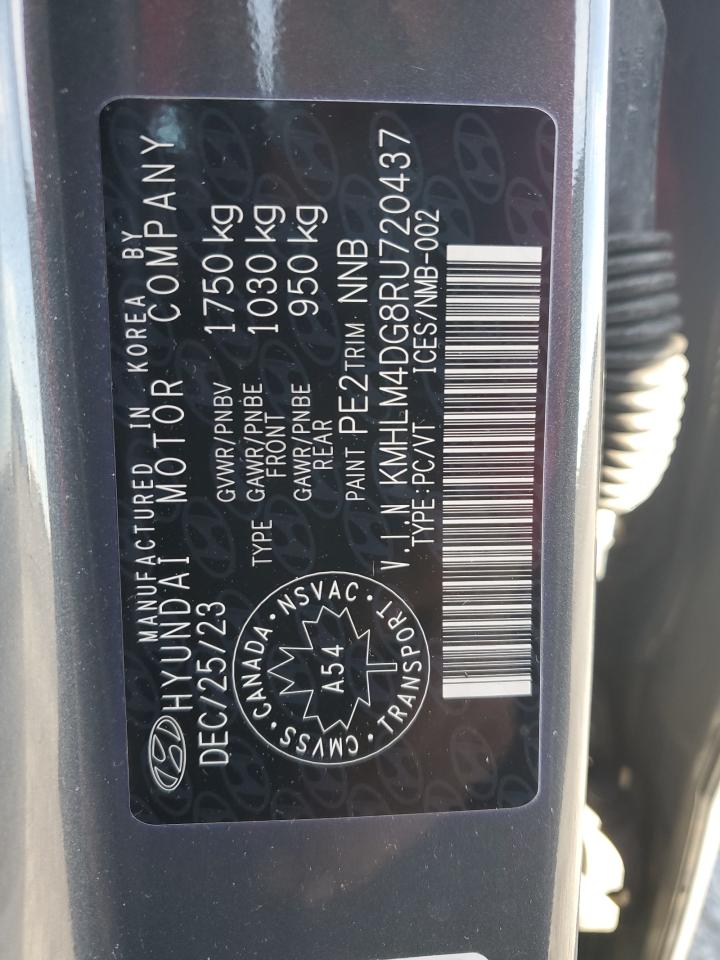 MANUFACTURED IN KOREA BY
HYUNDAI MOTOR COMPANY
DEC/25/23
GVWR/PNBV 1750 kg
TYPE GAWR/PNBE FRONT 1030 kg
GAWR/PNBE REAR 950 kg
PAINT PE2 TRIM NNB
V.I.N KMHLM4DG8RU720437
TYPE:PC/VT ICES/NMB-002
CANADA • NSVAC • TRANSPORT • CMVSS •
A54